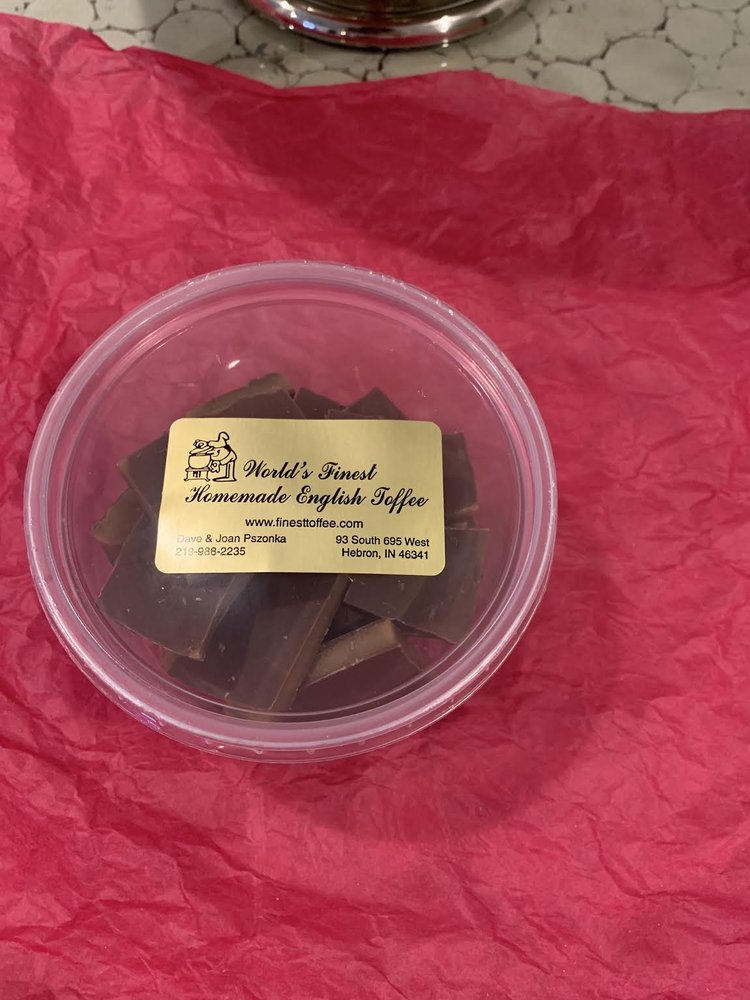 World's Finest
Homemade English Toffee
www.finesttoffee.com
Dave & Joan Pszonka
219-988-2235
93 South 695 West
Hebron, IN 46341